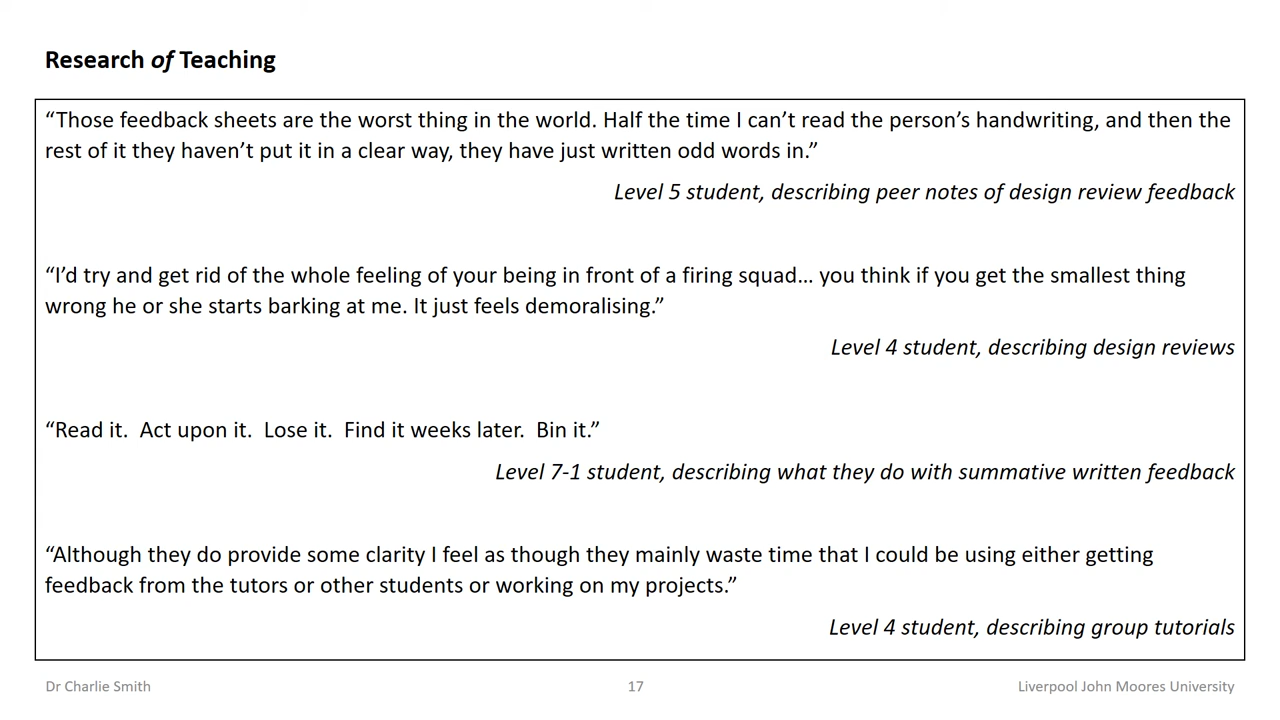 Research of Teaching
“Those feedback sheets are the worst thing in the world. Half the time I can’t read the person’s handwriting, and then the
rest of it they haven’t put it in a clear way, they have just written odd words in.”
Level 5 student, describing peer notes of design review feedback
“I’d try and get rid of the whole feeling of your being in front of a firing squad… you think if you get the smallest thing
wrong he or she starts barking at me. It just feels demoralising.”
Level 4 student, describing design reviews
“Read it.  Act upon it.  Lose it.  Find it weeks later.  Bin it.”
Level 7-1 student, describing what they do with summative written feedback
“Although they do provide some clarity I feel as though they mainly waste time that I could be using either getting
feedback from the tutors or other students or working on my projects.”
Level 4 student, describing group tutorials
Dr Charlie Smith
17
Liverpool John Moores University